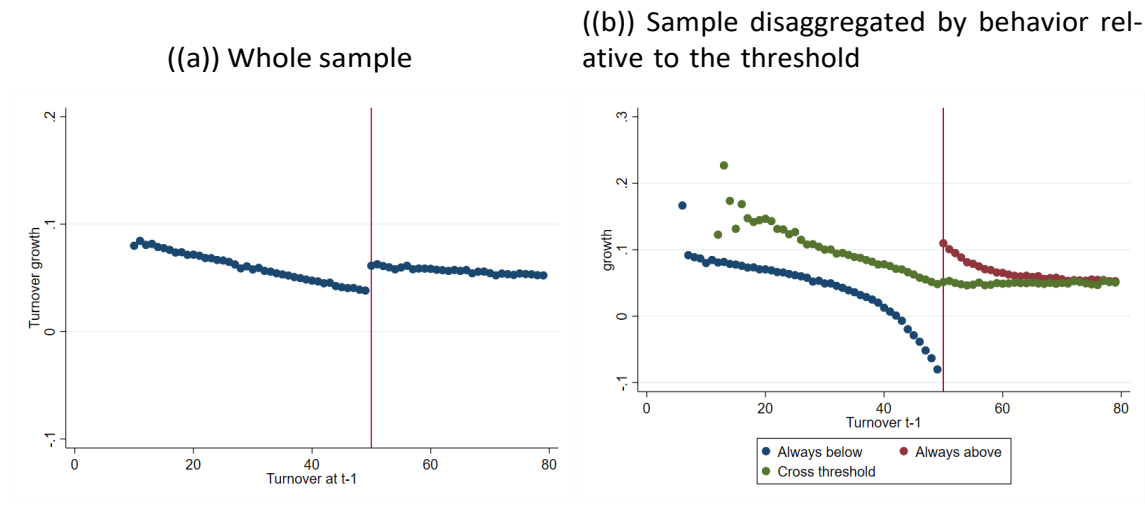 ((a)) Whole sample
((b)) Sample disaggregated by behavior rel-
ative to the threshold
.2
.1
0
-.1
Turnover growth
0
20
40
60
80
Turnover at t-1
.3
.2
.1
0
-.1
growth
0
20
40
60
80
Turnover t-1
Always below
Always above
Cross threshold